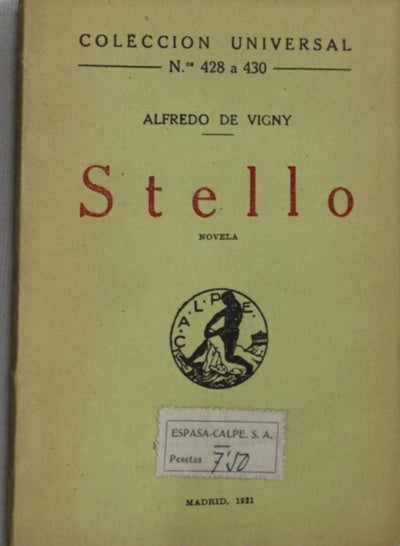 COLECCION UNIVERSAL
N.os 428 a 430
ALFREDO DE VIGNY
Stello
NOVELA
C.A.L.P.E.
ESPASA-CALPE, S. A.
Pesetas 7'50
MADRID, 1921